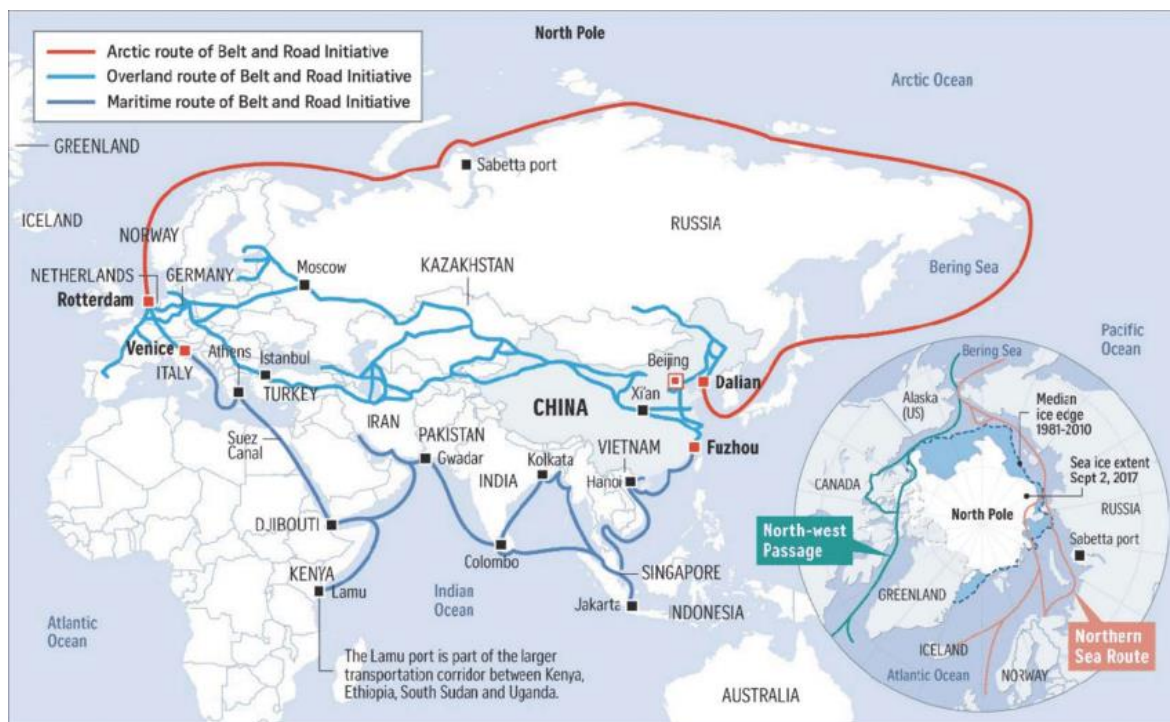 North Pole
Arctic route of Belt and Road Initiative
Overland route of Belt and Road Initiative
Maritime route of Belt and Road Initiative
Arctic Ocean
GREENLAND
Sabetta port
ICELAND
RUSSIA
NORWAY
Bering Sea
NETHERLANDS
GERMANY
Moscow
KAZAKHSTAN
Rotterdam
Pacific
Ocean
Venice
Athens
Istanbul
Beijing
Dalian
ITALY
TURKEY
Xi'an
CHINA
IRAN
Suez
Canal
PAKISTAN
Gwadar
VIETNAM
Fuzhou
INDIA
Kolkata
Hanoi
DJIBOUTI
Colombo
KENYA
Lamu
SINGAPORE
Indian
Ocean
Jakarta
INDONESIA
Atlantic
Ocean
The Lamu port is part of the larger
transportation corridor between Kenya,
Ethiopia, South Sudan and Uganda.
AUSTRALIA
Bering Sea
Alaska
(US)
Median
ice edge
1981-2010
Sea ice extent
Sept 2, 2017
CANADA
RUSSIA
North Pole
North-west
Passage
Sabetta port
GREENLAND
ICELAND
Northern
Sea Route
Atlantic Ocean
NORWAY